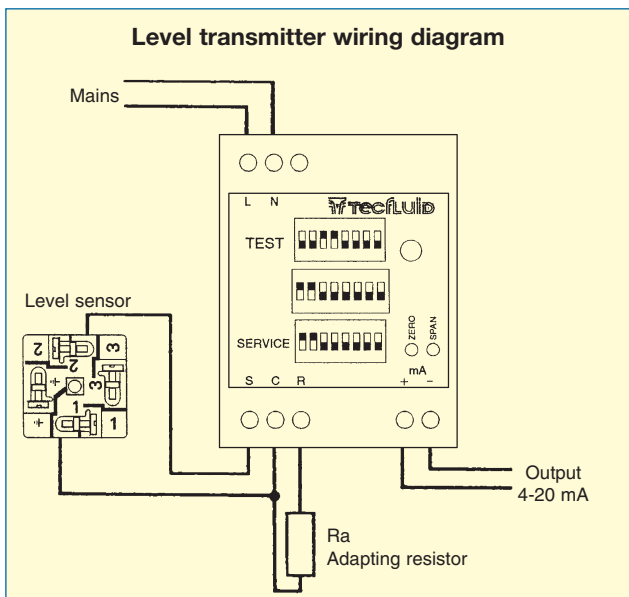 Level transmitter wiring diagram
Mains
L N
TECFLUID
TEST
Level sensor
SERVICE
ZERO
SPAN
mA
S C R
+ −
2 3
2
3
1
1
Output
4-20 mA
Ra
Adapting resistor